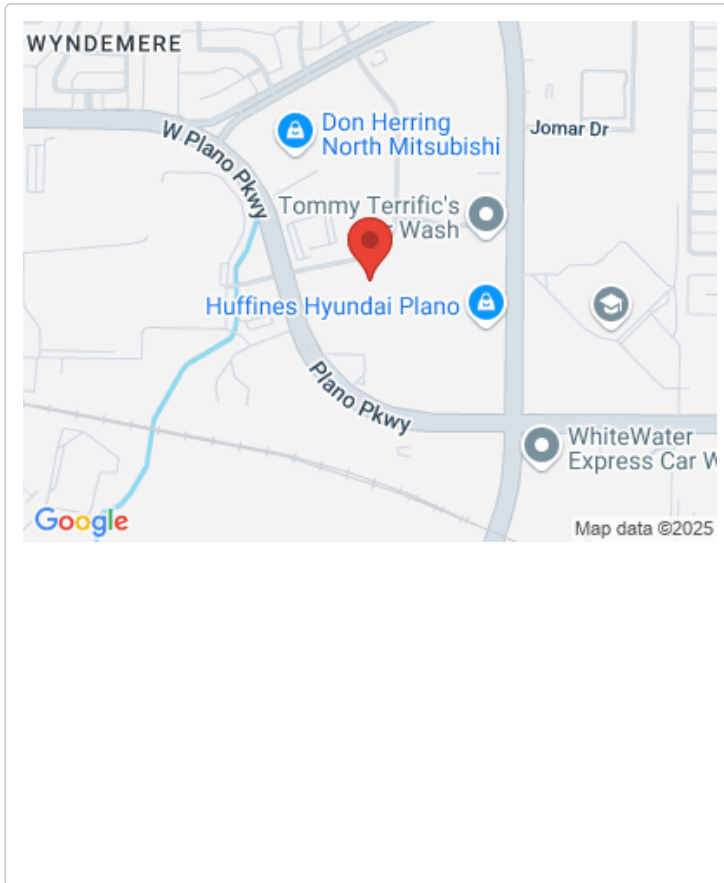 WYNDEMERE
W Plano Pkwy
Don Herring
North Mitsubishi
Jomar Dr
Tommy Terrific's
Wash
Huffines Hyundai Plano
Plano Pkwy
WhiteWater
Express Car W
Google
Map data ©2025